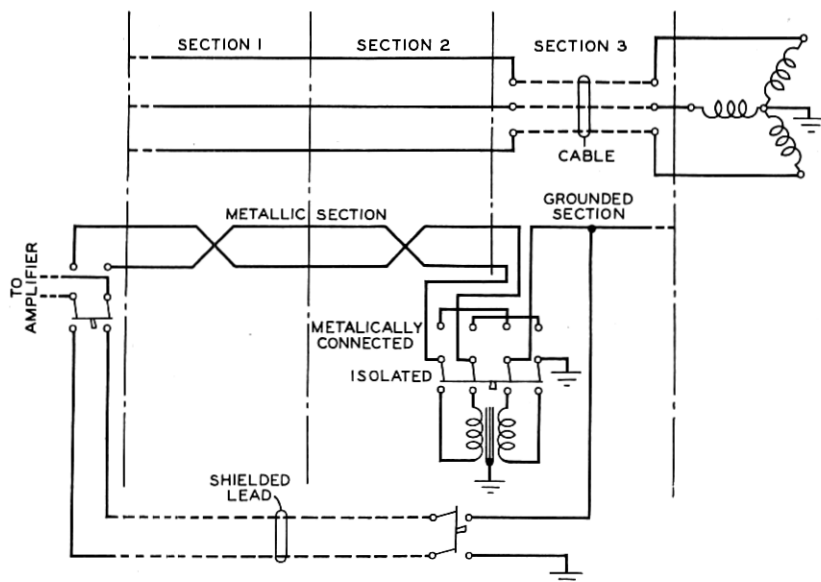 SECTION 1
SECTION 2
SECTION 3
CABLE
METALLIC SECTION
GROUNDED
SECTION
TO
AMPLIFIER
METALICALLY
CONNECTED
ISOLATED
SHIELDED
LEAD